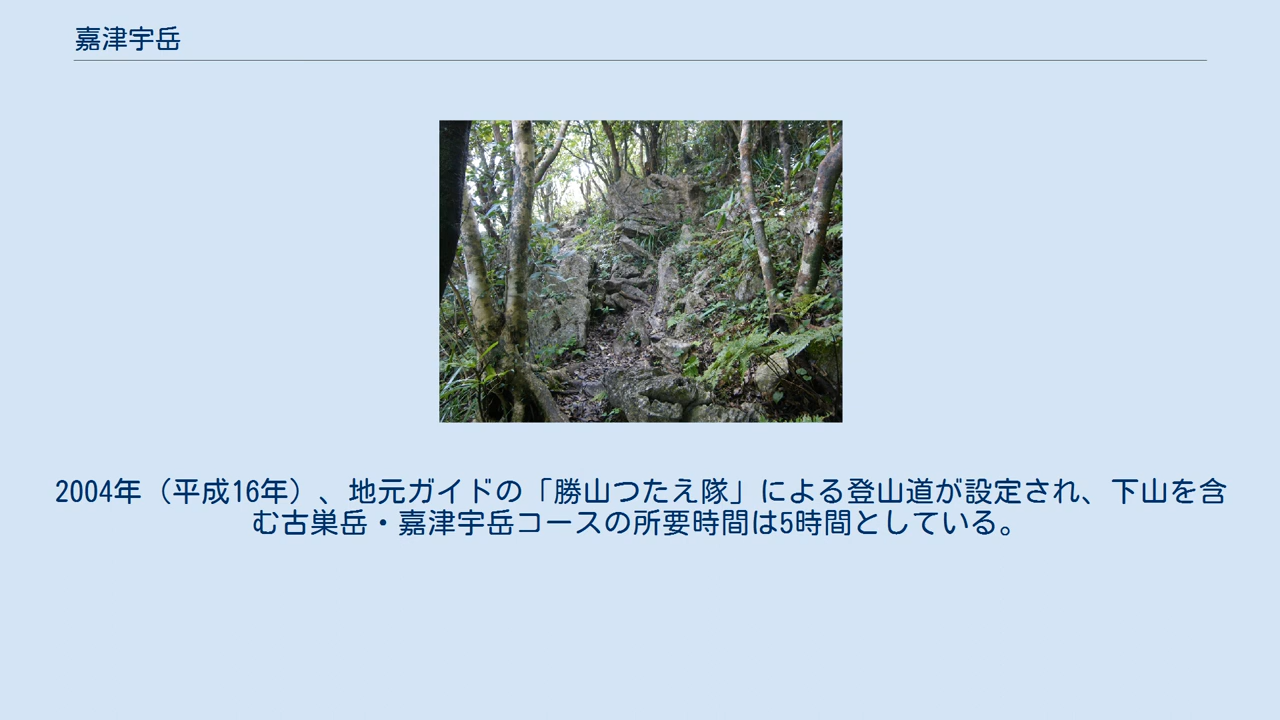 嘉津宇岳
2004年（平成16年）、地元ガイドの「勝山つたえ隊」による登山道が設定され、下山を含
む古巣岳・嘉津宇岳コースの所要時間は5時間としている。